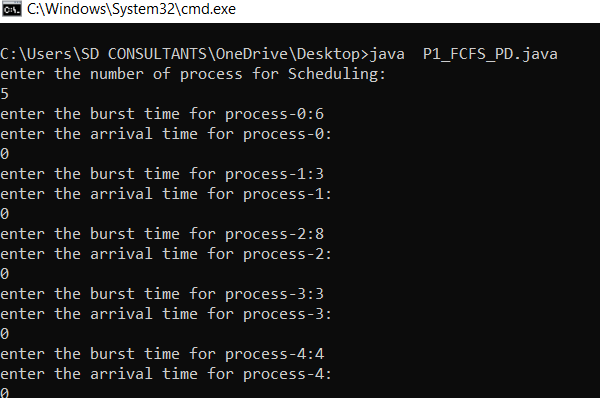 C:\Windows\System32\cmd.exe
C:\Users\SD CONSULTANTS\OneDrive\Desktop>java  P1_FCFS_PD.java
enter the number of process for Scheduling:
5
enter the burst time for process-0:6
enter the arrival time for process-0:
0
enter the burst time for process-1:3
enter the arrival time for process-1:
0
enter the burst time for process-2:8
enter the arrival time for process-2:
0
enter the burst time for process-3:3
enter the arrival time for process-3:
0
enter the burst time for process-4:4
enter the arrival time for process-4:
0